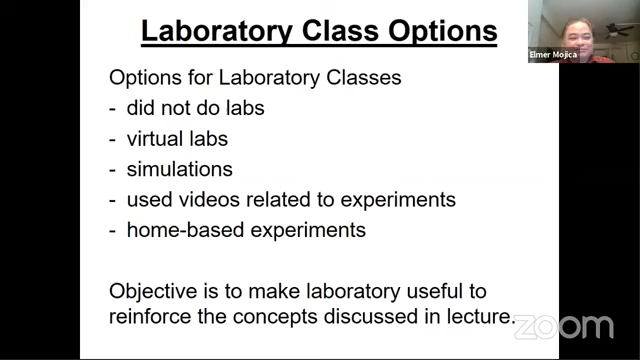 Laboratory Class Options
Elmer Mojica
Options for Laboratory Classes
- did not do labs
- virtual labs
- simulations
- used videos related to experiments
- home-based experiments
Objective is to make laboratory useful to
reinforce the concepts discussed in lecture.
zoom